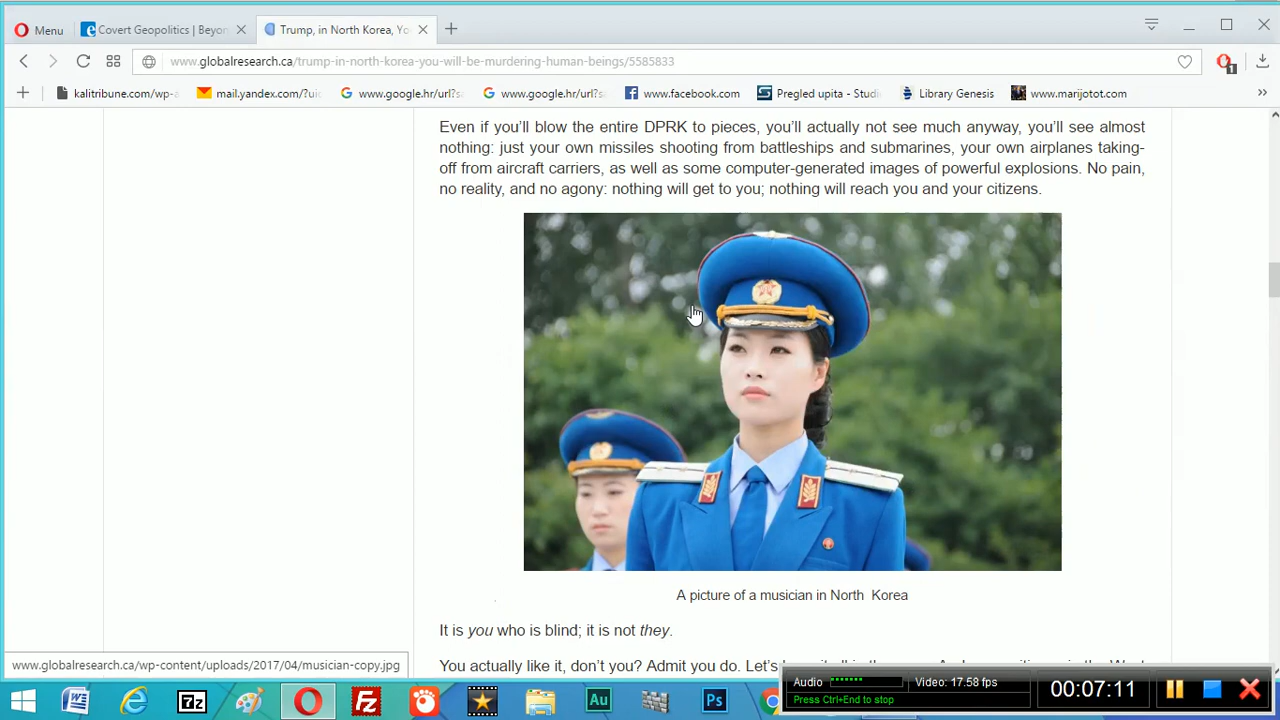 Menu
Covert Geopolitics | Beyon
Trump, in North Korea, Yo
www.globalresearch.ca/trump-in-north-korea-you-will-be-murdering-human-beings/5585833
1
kalitribune.com/wp-a
mail.yandex.com/?uid
www.google.hr/url?sa
www.google.hr/url?sa
www.facebook.com
Pregled upita - Studi
Library Genesis
www.marijotot.com
Even if you’ll blow the entire DPRK to pieces, you’ll actually not see much anyway, you’ll see almost
nothing: just your own missiles shooting from battleships and submarines, your own airplanes taking-
off from aircraft carriers, as well as some computer-generated images of powerful explosions. No pain,
no reality, and no agony: nothing will get to you; nothing will reach you and your citizens.
A picture of a musician in North Korea
It is you who is blind; it is not they.
You actually like it, don’t you? Admit you do. Let’s
www.globalresearch.ca/wp-content/uploads/2017/04/musician-copy.jpg
Audio
Video: 17.58 fps
Press Ctrl+End to stop
00:07:11
W
7z
Au
Ps